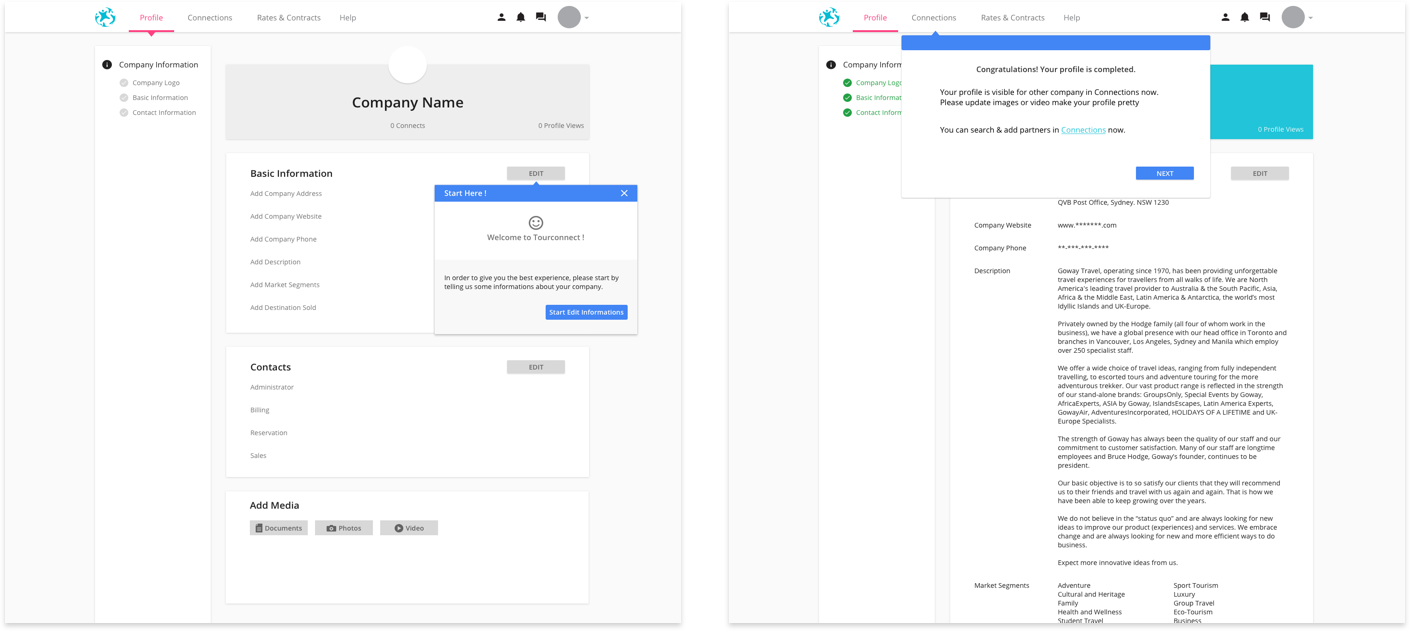 Profile
Connections
Rates & Contracts
Help
Company Information
Company Logo
Basic Information
Contact Information
Company Name
0 Connects
0 Profile Views
Basic Information
EDIT
Add Company Address
Add Company Website
Add Company Phone
Add Description
Add Market Segments
Add Destination Sold
Start Here !
Welcome to Tourconnect !
In order to give you the best experience, please start by
telling us some informations about your company.
Start Edit Informations
Contacts
EDIT
Administrator
Billing
Reservation
Sales
Add Media
Documents
Photos
Video
Profile
Connections
Rates & Contracts
Help
Company Inform
Company Logo
Basic Informat
Contact Inform
Congratulations! Your profile is completed.
Your profile is visible for other company in Connections now.
Please update images or video make your profile pretty
You can search & add partners in Connections now.
NEXT
0 Profile Views
EDIT
QVB Post Office, Sydney. NSW 1230
Company Website
www.*******.com
Company Phone
**-***-***-****
Description
Goway Travel, operating since 1970, has been providing unforgettable
travel experiences for travellers from all walks of life. We are North
America's leading travel provider to Australia & the South Pacific, Asia,
Africa & the Middle East, Latin America & Antarctica, the world's most
Idyllic Islands and UK-Europe.
Privately owned by the Hodge family (all four of whom work in the
business), we have a global presence with our head office in Toronto and
branches in Vancouver, Los Angeles, Sydney and Manila which employ
over 250 specialist staff.
We offer a wide choice of travel ideas, ranging from fully independent
travelling, to escorted tours and adventure touring for the more
adventurous trekker. Our vast product range is reflected in the strength
of our stand-alone brands: GroupsOnly, Special Events by Goway,
AfricaExperts, ASIA by Goway, IslandsEscapes, Latin America Experts,
GowayAir, AdventuresIncorporated, HOLIDAYS OF A LIFETIME and UK-
Europe Specialists.
The strength of Goway has always been the quality of our staff and our
commitment to customer satisfaction. Many of our staff are longtime
employees and Bruce Hodge, Goway's founder, continues to be
president.
Our basic objective is to so satisfy our clients that they will recommend
us to their friends and travel with us again and again. That is how we
have been able to keep growing over the years.
We do not believe in the "status quo" and are always looking for new
ideas to improve our product (experiences) and services. We embrace
change and are always looking for new and more efficient ways to do
business.
Expect more innovative ideas from us.
Market Segments
Adventure
Sport Tourism
Cultural and Heritage
Luxury
Family
Group Travel
Health and Wellness
Eco-Tourism
Student Travel
Business